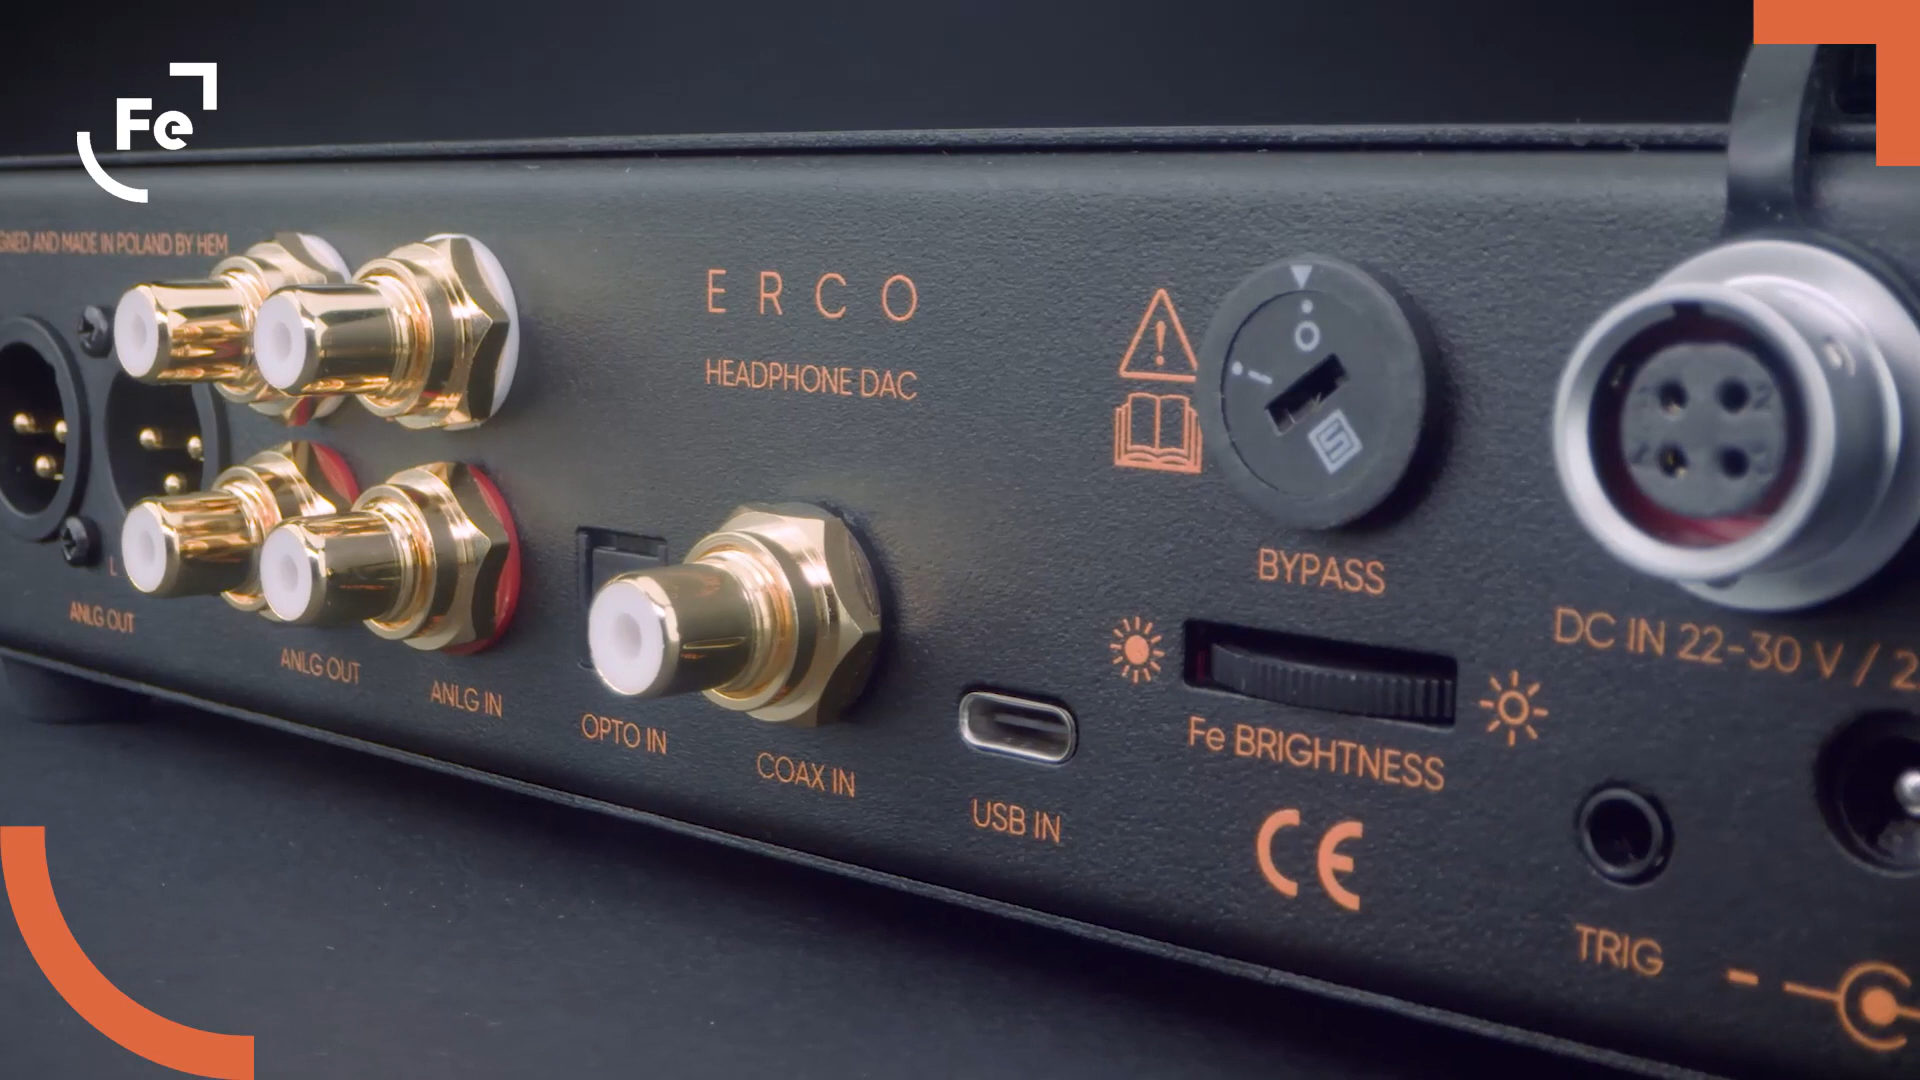 Fe
GNED AND MADE IN POLAND BY HEM
ERCO
HEADPHONE DAC
L
ANLG OUT
ANLG OUT
ANLG IN
OPTO IN
COAX IN
USB IN
BYPASS
Fe BRIGHTNESS
CE
DC IN 22-30 V / 2
TRIG